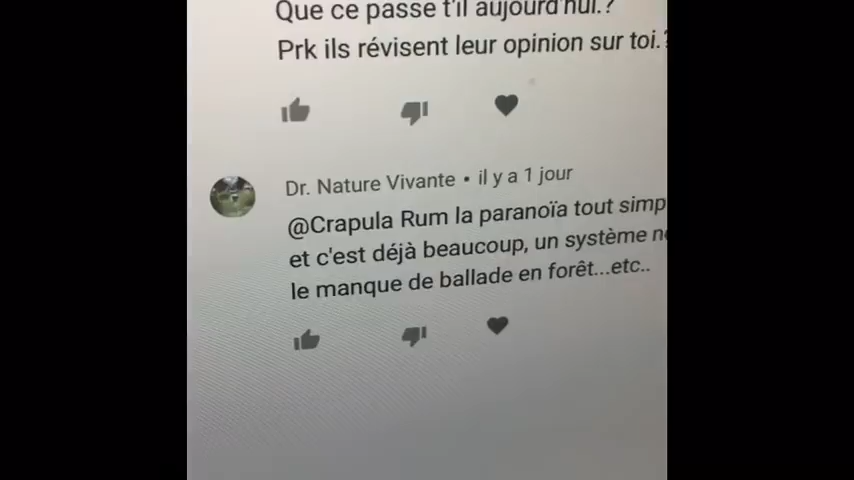 Que ce passe t'il aujourd'hui.?
Prk ils révisent leur opinion sur toi.?
Dr. Nature Vivante • il y a 1 jour
@Crapula Rum la paranoïa tout simp
et c'est déjà beaucoup, un système
le manque de ballade en forêt...etc..